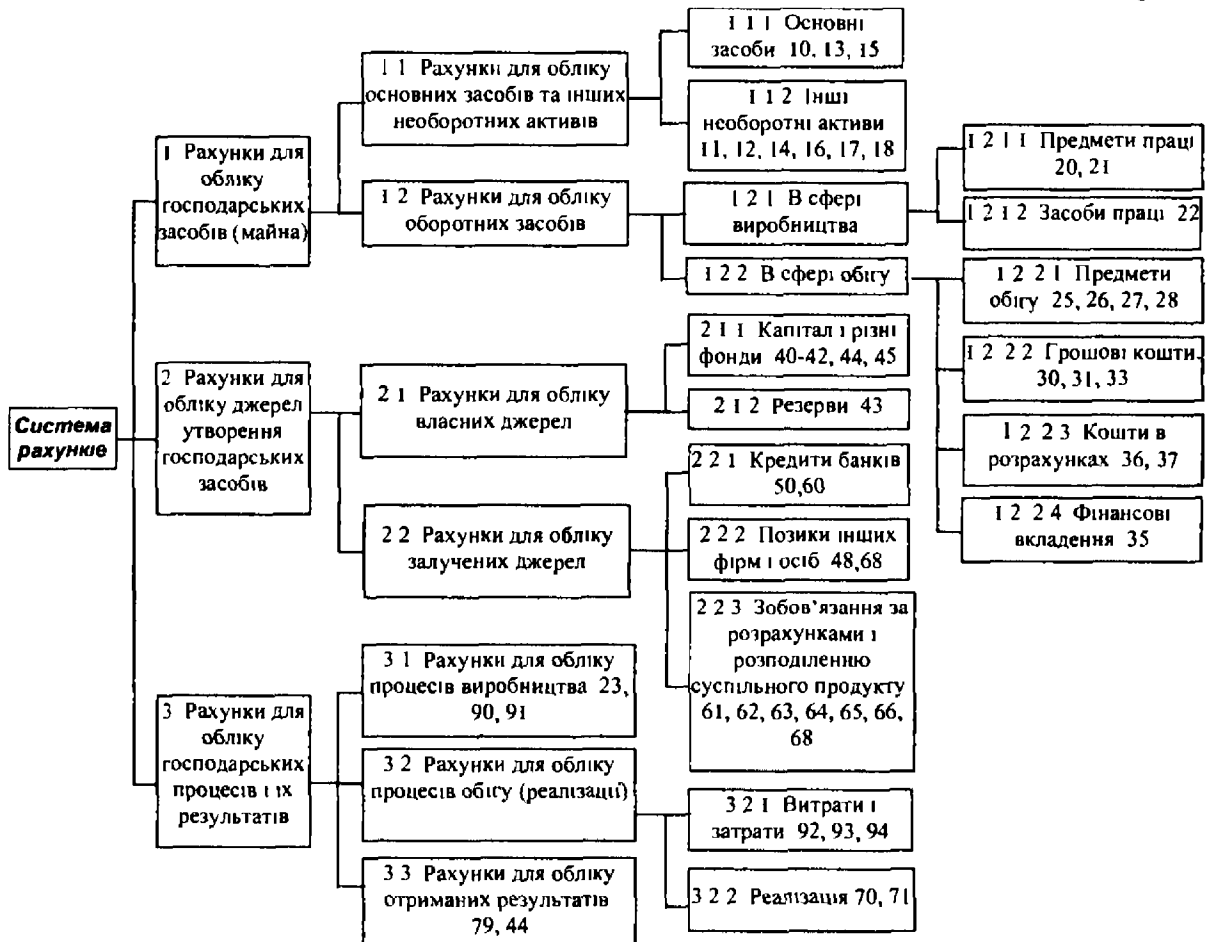 Система
рахунків
1 Рахунки для
обліку
господарських
засобів (майна)
1 1 Рахунки для обліку
основних засобів та інших
необоротних активів
1 1 1 Основні
засоби 10, 13, 15
1 1 2 Інші
необоротні активи
11, 12, 14, 16, 17, 18
1 2 Рахунки для обліку
оборотних засобів
1 2 1 В сфері
виробництва
1 2 1 1 Предмети праці
20, 21
1 2 1 2 Засоби праці 22
1 2 2 В сфері обігу
1 2 2 1 Предмети
обігу 25, 26, 27, 28
1 2 2 2 Грошові кошти
30, 31, 33
1 2 2 3 Кошти в
розрахунках 36, 37
1 2 2 4 Фінансові
вкладення 35
2 Рахунки для
обліку джерел
утворення
господарських
засобів
2 1 Рахунки для обліку
власних джерел
2 1 1 Капітал і різні
фонди 40-42, 44, 45
2 1 2 Резерви 43
2 2 Рахунки для обліку
залучених джерел
2 2 1 Кредити банків
50,60
2 2 2 Позики інших
фірм і осіб 48,68
2 2 3 Зобов'язання за
розрахунками і
розподіленню
суспільного продукту
61, 62, 63, 64, 65, 66,
68
3 Рахунки для
обліку
господарських
процесів і їх
результатів
3 1 Рахунки для обліку
процесів виробництва 23,
90, 91
3 2 Рахунки для обліку
процесів обігу (реалізації)
3 2 1 Витрати і
затрати 92, 93, 94
3 2 2 Реалізація 70, 71
3 3 Рахунки для обліку
отриманих результатів
79, 44